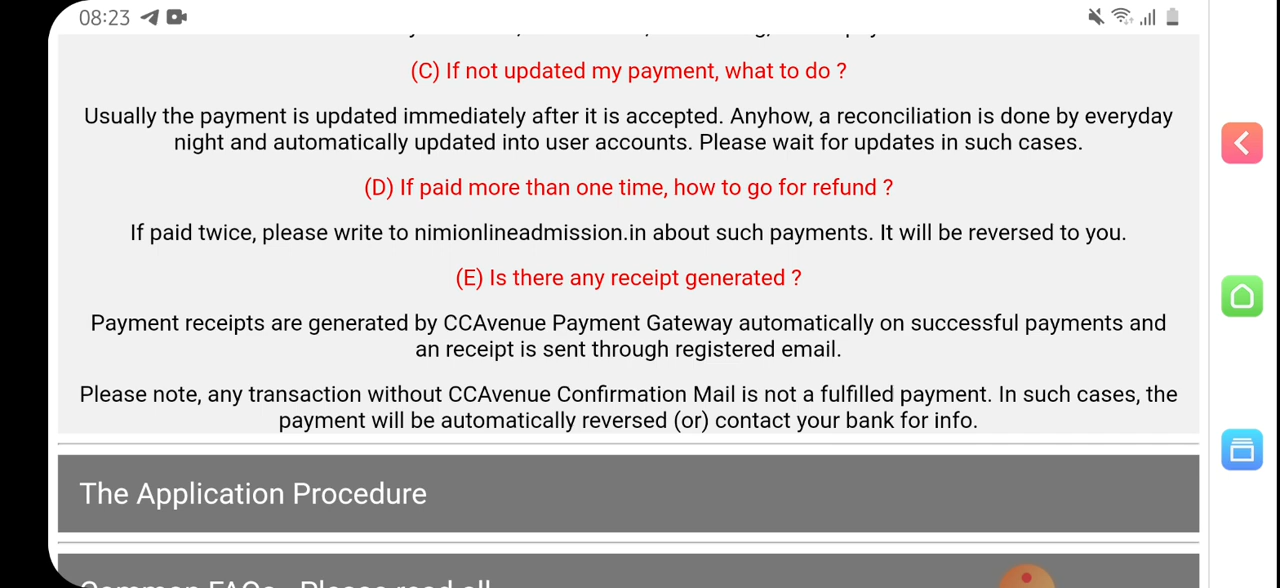 08:23
(C) If not updated my payment, what to do ?
Usually the payment is updated immediately after it is accepted. Anyhow, a reconciliation is done by everyday
night and automatically updated into user accounts. Please wait for updates in such cases.
(D) If paid more than one time, how to go for refund ?
If paid twice, please write to nimionlineadmission.in about such payments. It will be reversed to you.
(E) Is there any receipt generated ?
Payment receipts are generated by CCAvenue Payment Gateway automatically on successful payments and
an receipt is sent through registered email.
Please note, any transaction without CCAvenue Confirmation Mail is not a fulfilled payment. In such cases, the
payment will be automatically reversed (or) contact your bank for info.
The Application Procedure
Common FAQs - Please read all